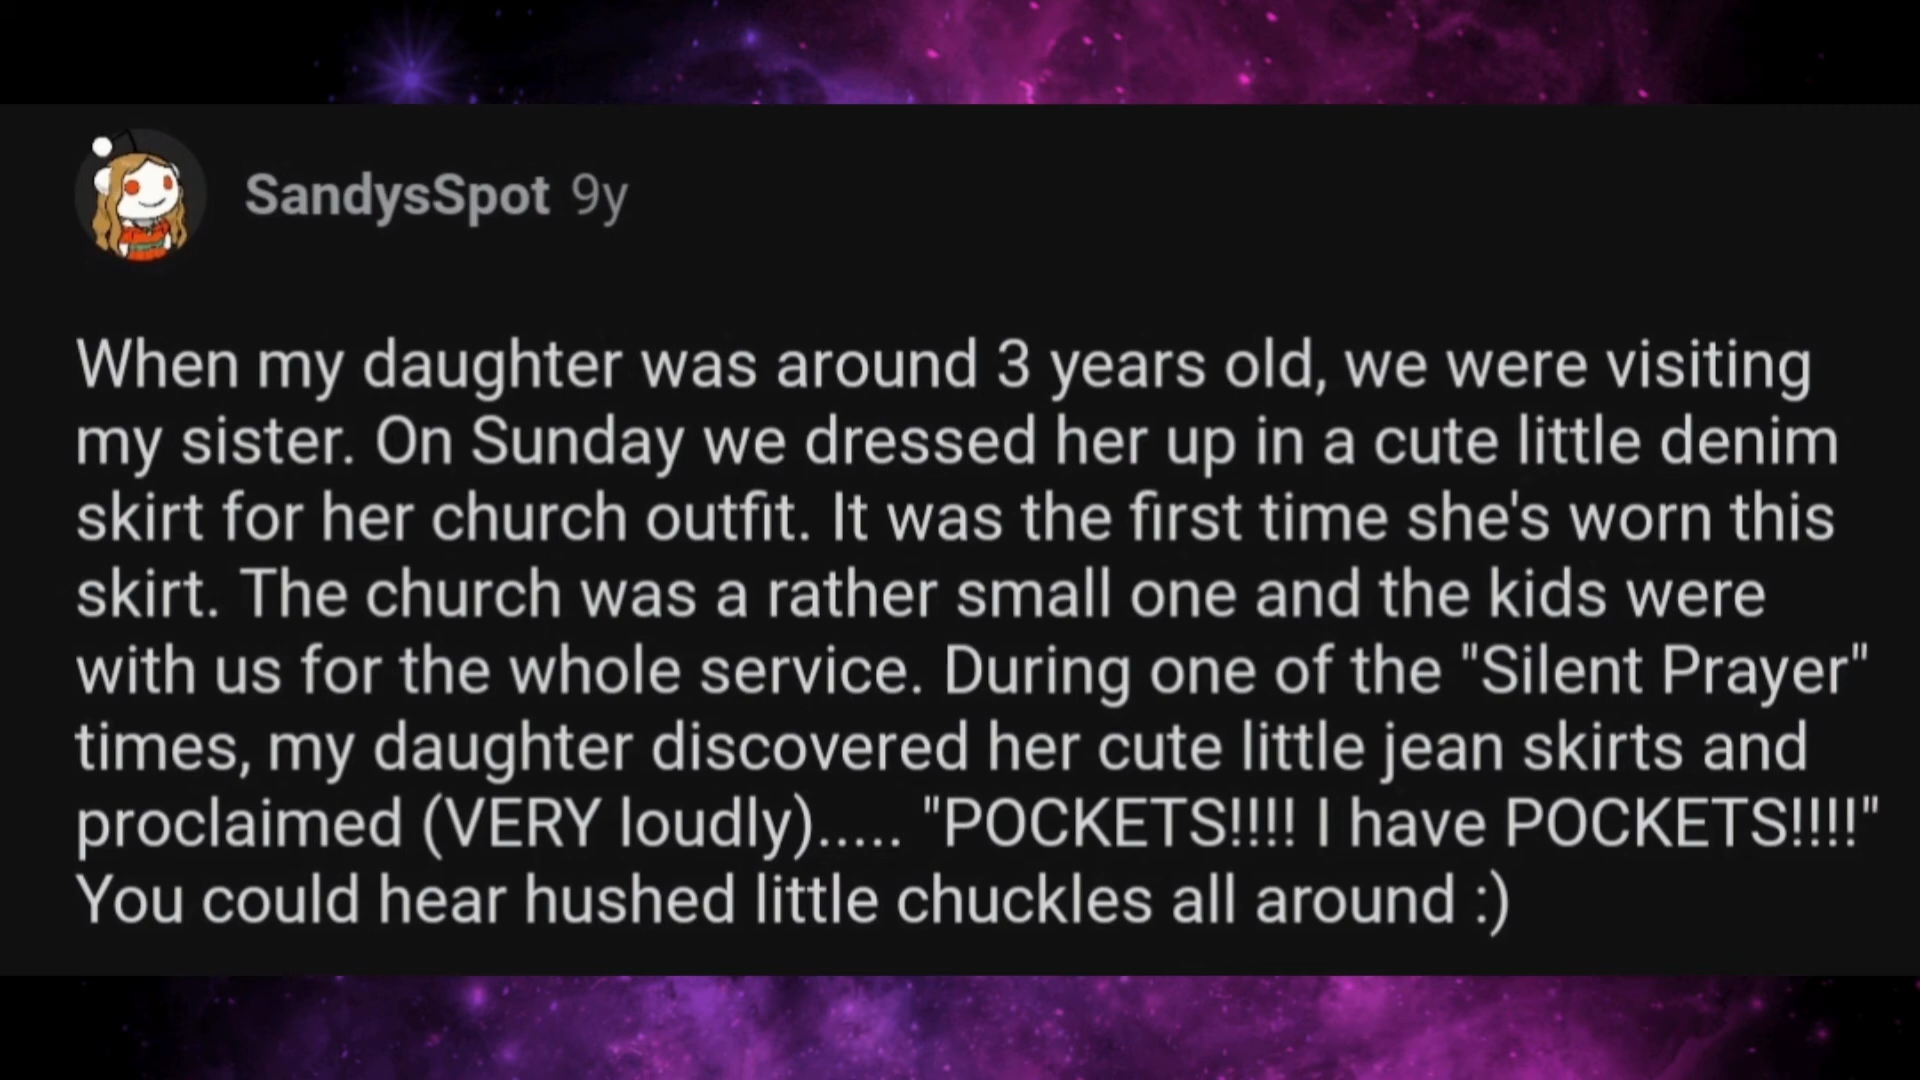 SandysSpot 9y
When my daughter was around 3 years old, we were visiting
my sister. On Sunday we dressed her up in a cute little denim
skirt for her church outfit. It was the first time she's worn this
skirt. The church was a rather small one and the kids were
with us for the whole service. During one of the "Silent Prayer"
times, my daughter discovered her cute little jean skirts and
proclaimed (VERY loudly)..... "POCKETS!!!! I have POCKETS!!!!"
You could hear hushed little chuckles all around :)